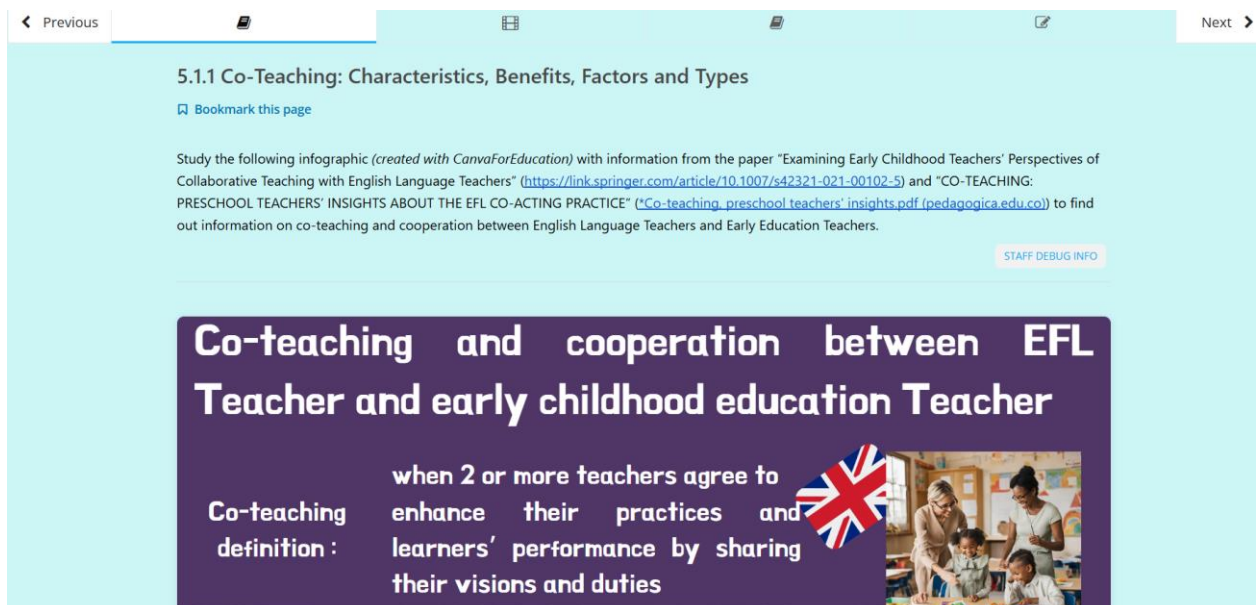 Previous
Next
5.1.1 Co-Teaching: Characteristics, Benefits, Factors and Types
Bookmark this page
Study the following infographic (created with CanvaForEducation) with information from the paper "Examining Early Childhood Teachers' Perspectives of
Collaborative Teaching with English Language Teachers" (https://link.springer.com/article/10.1007/s42321-021-00102-5) and "CO-TEACHING:
PRESCHOOL TEACHERS' INSIGHTS ABOUT THE EFL CO-ACTING PRACTICE" (*Co-teaching. preschool teachers' insights.pdf (pedagogica.edu.co)) to find
out information on co-teaching and cooperation between English Language Teachers and Early Education Teachers.
STAFF DEBUG INFO
Co-teaching and cooperation between EFL
Teacher and early childhood education Teacher
Co-teaching
definition :
when 2 or more teachers agree to
enhance their practices and
learners' performance by sharing
their visions and duties